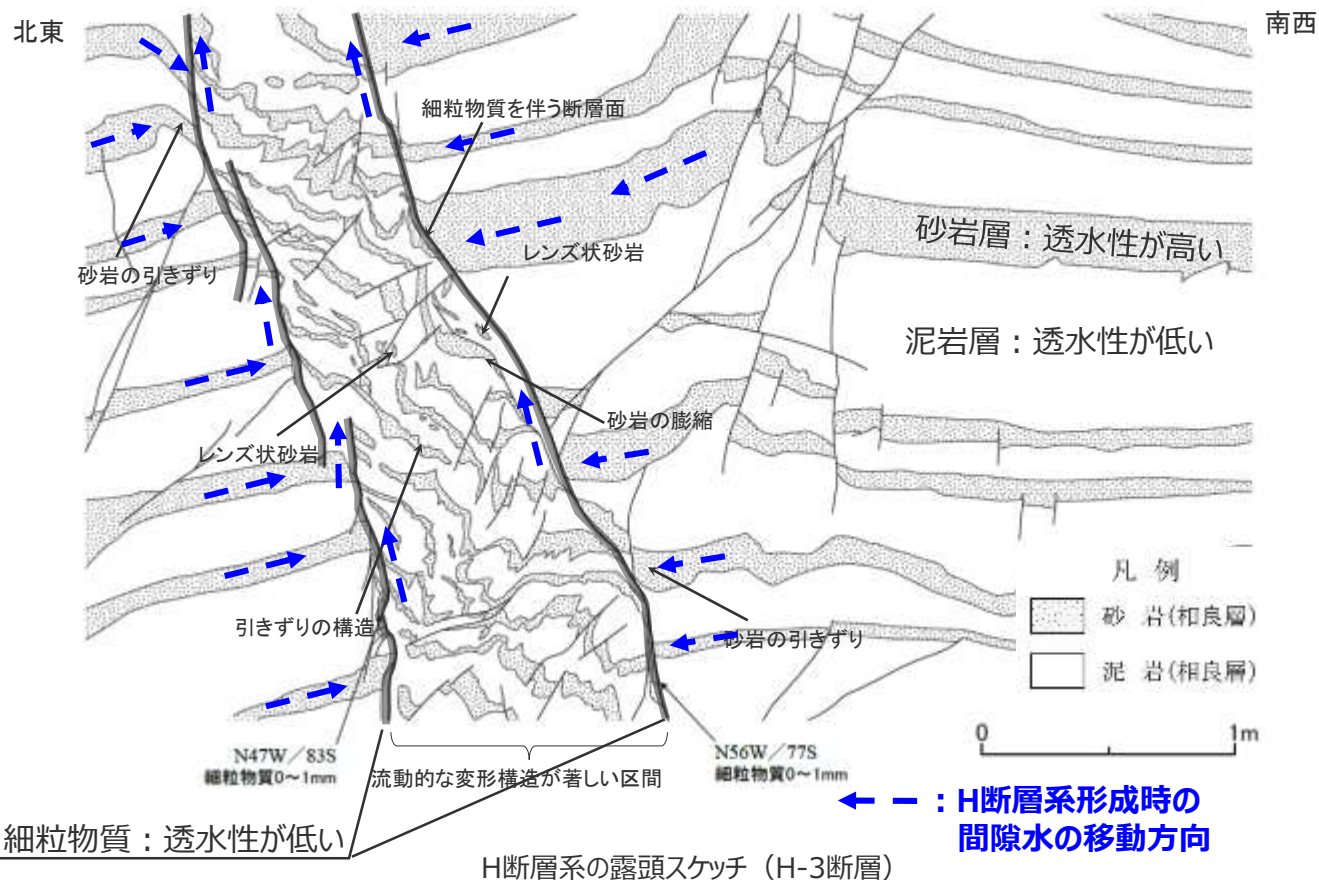 北東
南西
細粒物質を伴う断層面
レンズ状砂岩
砂岩の引きずり
砂岩層：透水性が高い
泥岩層：透水性が低い
砂岩の膨縮
レンズ状砂岩
引きずりの構造
砂岩の引きずり
凡 例
砂 岩(相良層)
泥 岩(相良層)
0
1m
N47W／83S
細粒物質0～1mm
流動的な変形構造が著しい区間
N56W／77S
細粒物質0～1mm
：H断層系形成時の
間隙水の移動方向
細粒物質：透水性が低い
H断層系の露頭スケッチ（H-3断層）